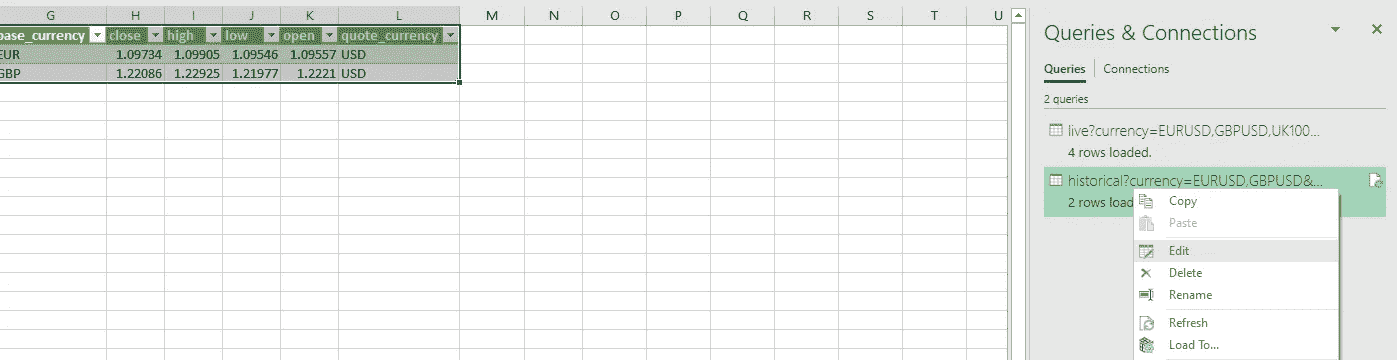 G H I J K L M N O P Q R S T U
base_currency close high low open quote_currency
EUR 1.09734 1.09905 1.09546 1.09557 USD
GBP 1.22086 1.22925 1.21977 1.2221 USD
Queries & Connections
Queries Connections
2 queries
live?currency=EURUSD,GBPUSD,UK100...
4 rows loaded.
historical?currency=EURUSD,GBPUSD&...
2 rows load
Copy
Paste
Edit
Delete
Rename
Refresh
Load To...